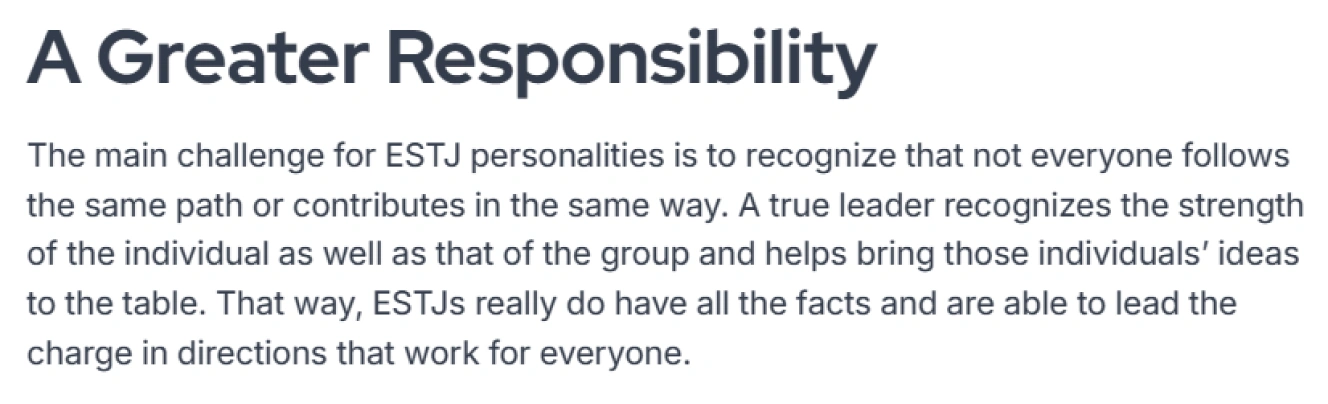 A Greater Responsibility
The main challenge for ESTJ personalities is to recognize that not everyone follows
the same path or contributes in the same way. A true leader recognizes the strength
of the individual as well as that of the group and helps bring those individuals’ ideas
to the table. That way, ESTJs really do have all the facts and are able to lead the
charge in directions that work for everyone.